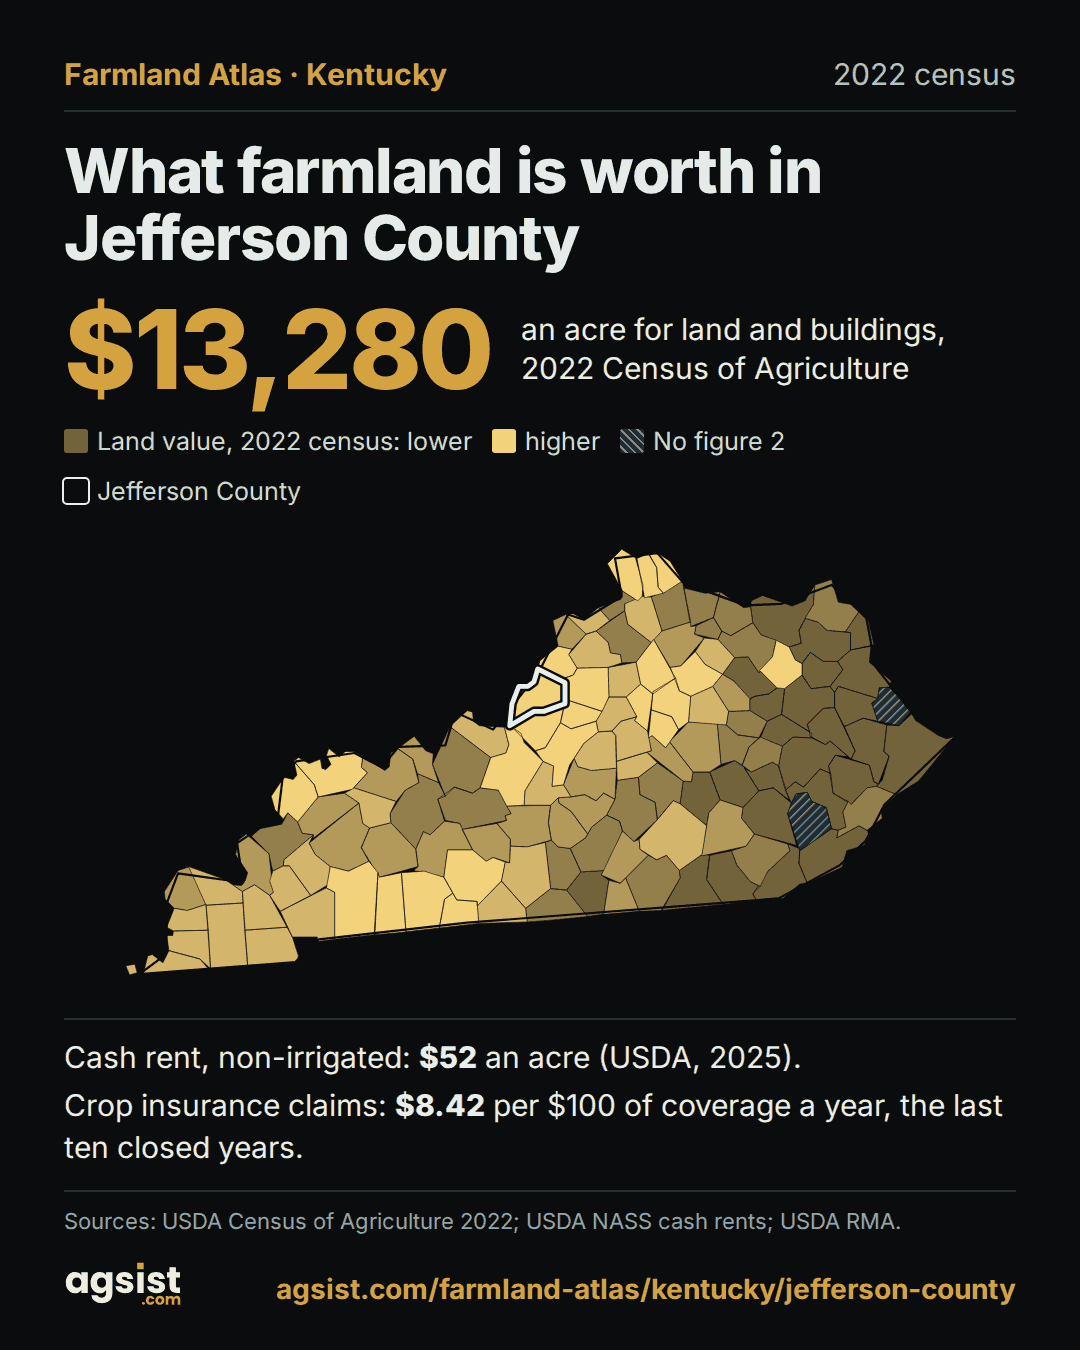 Farmland Atlas · Kentucky
2022 census
What farmland is worth in
Jefferson County
$13,280
an acre for land and buildings,
2022 Census of Agriculture
Land value, 2022 census: lower
higher
No figure 2
Jefferson County
Cash rent, non-irrigated: $52 an acre (USDA, 2025).
Crop insurance claims: $8.42 per $100 of coverage a year, the last
ten closed years.
Sources: USDA Census of Agriculture 2022; USDA NASS cash rents; USDA RMA.
agsist
.com
agsist.com/farmland-atlas/kentucky/jefferson-county